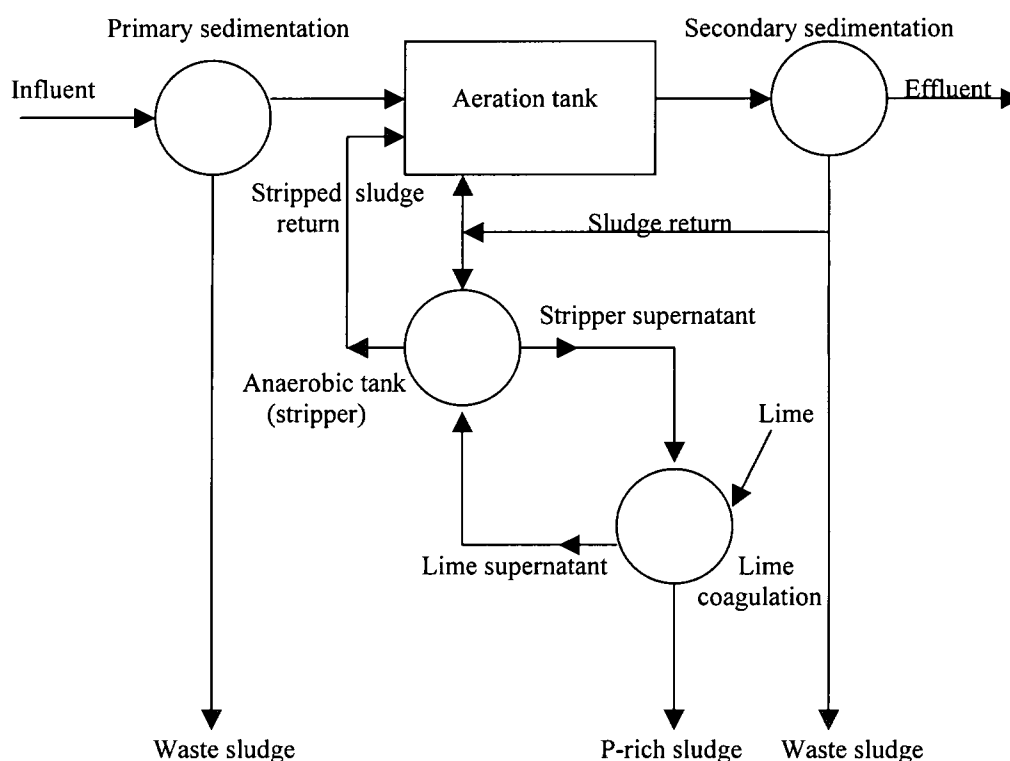 Primary sedimentation
Secondary sedimentation
Influent
Aeration tank
Effluent
Stripped sludge
return
Sludge return
Stripper supernatant
Anaerobic tank
(stripper)
Lime
Lime supernatant
Lime
coagulation
Waste sludge
P-rich sludge
Waste sludge